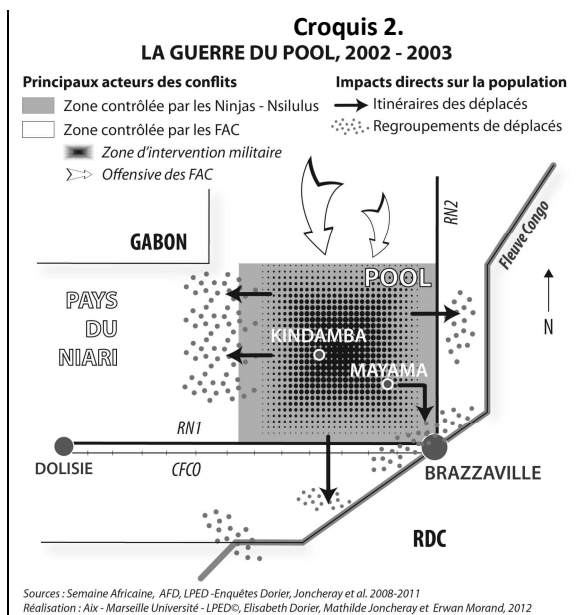 Croquis 2.
LA GUERRE DU POOL, 2002 - 2003
Principaux acteurs des conflits
Zone contrôlée par les Ninjas - Nsilulus
Zone contrôlée par les FAC
Zone d'intervention militaire
Offensive des FAC
Impacts directs sur la population
Itinéraires des déplacés
Regroupements de déplacés
GABON
RN2
Fleuve Congo
POOL
PAYS
DU
NIARI
N
KINDAMBA
MAYAMA
RN1
DOLISIE
CFCO
BRAZZAVILLE
RDC
Sources : Semaine Africaine, AFD, LPED -Enquêtes Dorier, Joncheray et al. 2008-2011
Réalisation : Aix - Marseille Université - LPED©, Elisabeth Dorier, Mathilde Joncheray et Erwan Morand, 2012